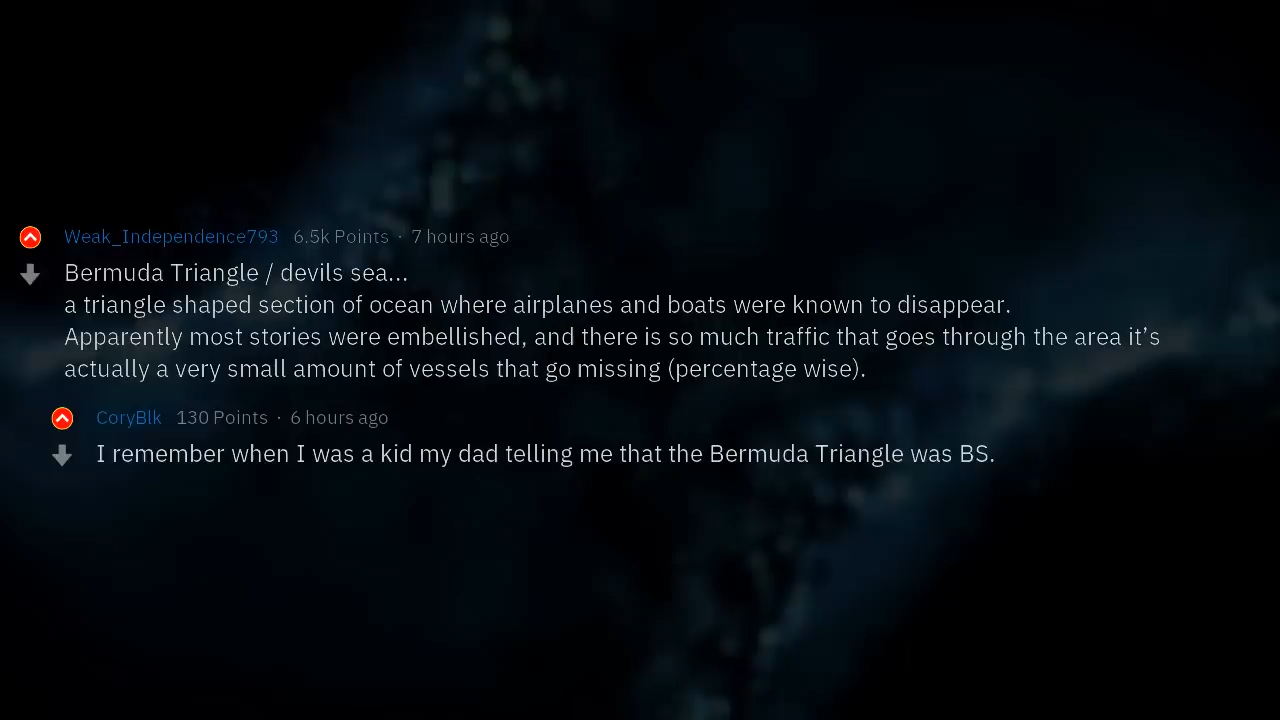 Weak_Independence793 6.5k Points · 7 hours ago
Bermuda Triangle / devils sea...
a triangle shaped section of ocean where airplanes and boats were known to disappear.
Apparently most stories were embellished, and there is so much traffic that goes through the area it’s
actually a very small amount of vessels that go missing (percentage wise).
CoryBlk 130 Points · 6 hours ago
I remember when I was a kid my dad telling me that the Bermuda Triangle was BS.